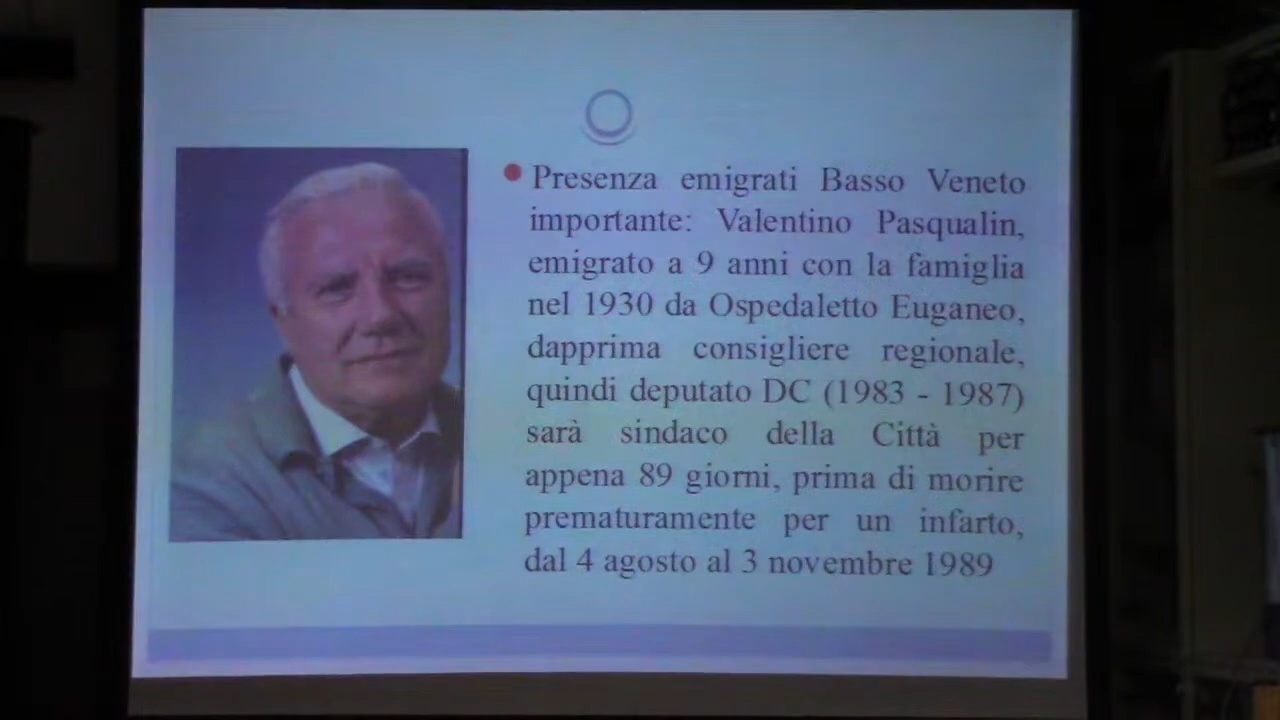 Presenza emigrati Basso Veneto
importante: Valentino Pasqualin,
emigrato a 9 anni con la famiglia
nel 1930 da Ospedaletto Euganeo,
dapprima consigliere regionale,
quindi deputato DC (1983 - 1987)
sarà sindaco della Città per
appena 89 giorni, prima di morire
prematuramente per un infarto,
dal 4 agosto al 3 novembre 1989